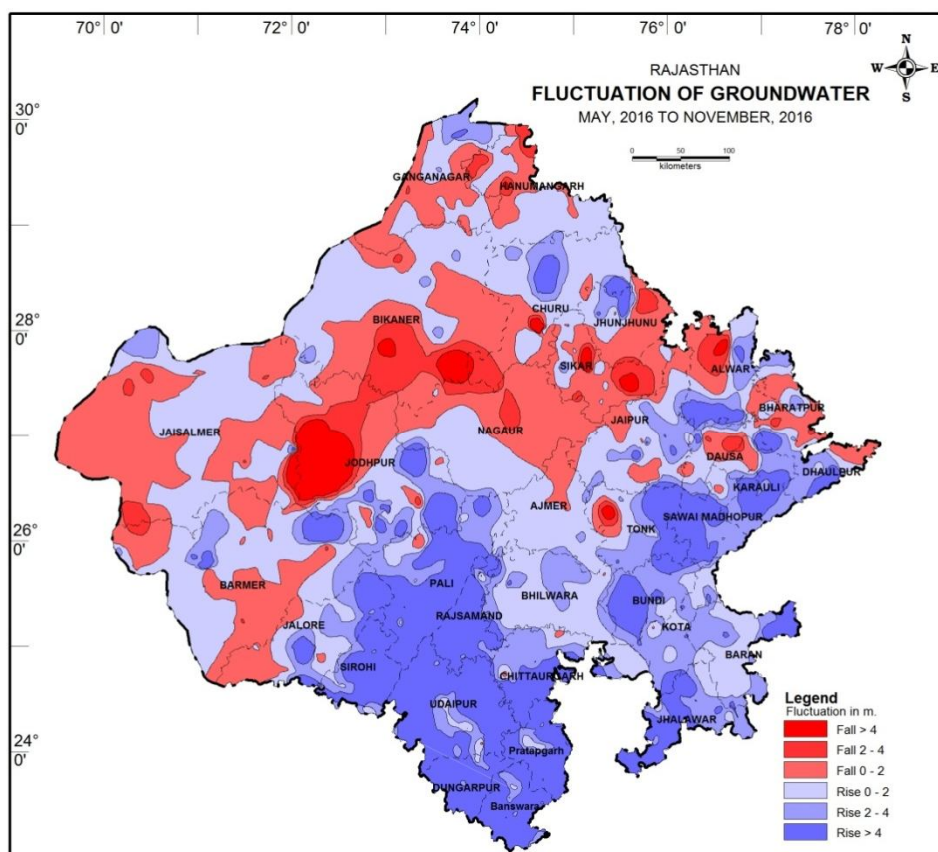 70° 0'
72° 0'
74° 0'
76° 0'
78° 0'
N
W E
S
RAJASTHAN
FLUCTUATION OF GROUNDWATER
MAY, 2016 TO NOVEMBER, 2016
0 50 100
kilometers
30°
0'
GANGANAGAR
HANUMANGARH
28°
0'
CHURU
BIKANER
JHUNJHUNU
SIKAR
ALWAR
BHARATPUR
JAIPUR
JAISALMER
NAGAUR
DAUSA
JODHPUR
DHAULPUR
KARAULI
AJMER
SAWAI MADHOPUR
TONK
26°
0'
BARMER
PALI
BHILWARA
BUNDI
RAJSAMAND
JALORE
KOTA
BARAN
SIROHI
CHITTAURGARH
UDAIPUR
JHALAWAR
24°
0'
Pratapgarh
DUNGARPUR
Banswara
Legend
Fluctuation in m.
Fall > 4
Fall 2 - 4
Fall 0 - 2
Rise 0 - 2
Rise 2 - 4
Rise > 4